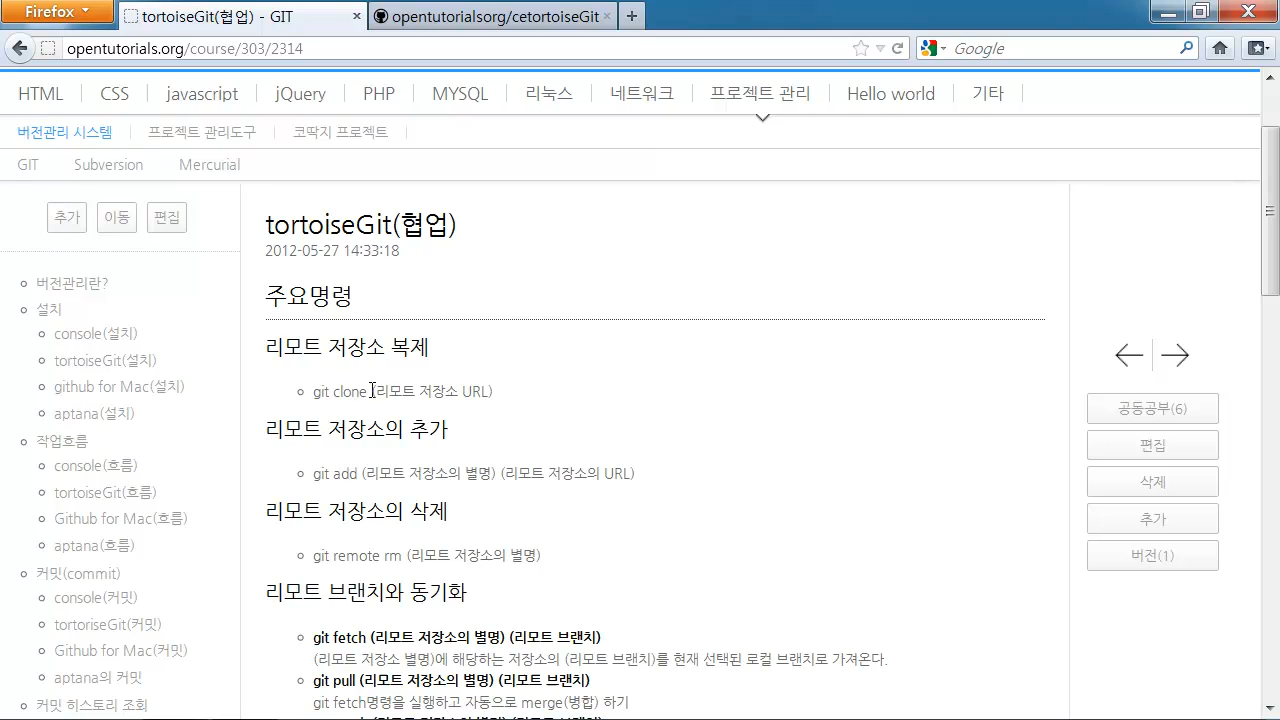 Firefox
tortoiseGit(협업) - GIT
opentutorialsorg/cetortoiseGit
opentutorials.org/course/303/2314
Google
HTML CSS javascript jQuery PHP MYSQL 리눅스 네트워크 프로젝트 관리 Hello world 기타
버전관리 시스템 프로젝트 관리도구 코딱지 프로젝트
GIT Subversion Mercurial
추가 이동 편집
버전관리란?
설치
console(설치)
tortoiseGit(설치)
github for Mac(설치)
aptana(설치)
작업흐름
console(흐름)
tortoiseGit(흐름)
Github for Mac(흐름)
aptana(흐름)
커밋(commit)
console(커밋)
tortoriseGit(커밋)
Github for Mac(커밋)
aptana의 커밋
커밋 히스토리 조회
tortoiseGit(협업)
2012-05-27 14:33:18
주요명령
리모트 저장소 복제
git clone (리모트 저장소 URL)
리모트 저장소의 추가
git add (리모트 저장소의 별명) (리모트 저장소의 URL)
리모트 저장소의 삭제
git remote rm (리모트 저장소의 별명)
리모트 브랜치와 동기화
git fetch (리모트 저장소의 별명) (리모트 브랜치)
(리모트 저장소 별명)에 해당하는 저장소의 (리모트 브랜치)를 현재 선택된 로컬 브랜치로 가져온다.
git pull (리모트 저장소의 별명) (리모트 브랜치)
git fetch명령을 실행하고 자동으로 merge(병합) 하기
공동공부(6)
편집
삭제
추가
버전(1)